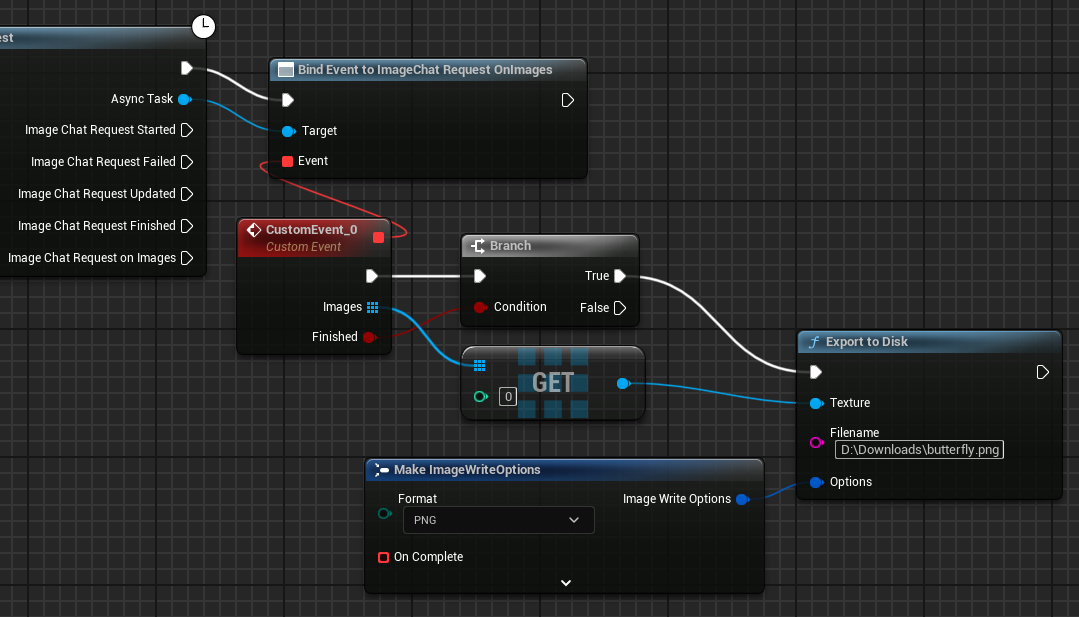 est
Async Task
Image Chat Request Started
Image Chat Request Failed
Image Chat Request Updated
Image Chat Request Finished
Image Chat Request on Images
Bind Event to ImageChat Request OnImages
Target
Event
CustomEvent_0
Custom Event
Images
Finished
Branch
True
Condition
False
GET
0
Export to Disk
Texture
Filename
D:\Downloads\butterfly.png
Options
Make ImageWriteOptions
Format
Image Write Options
PNG
On Complete